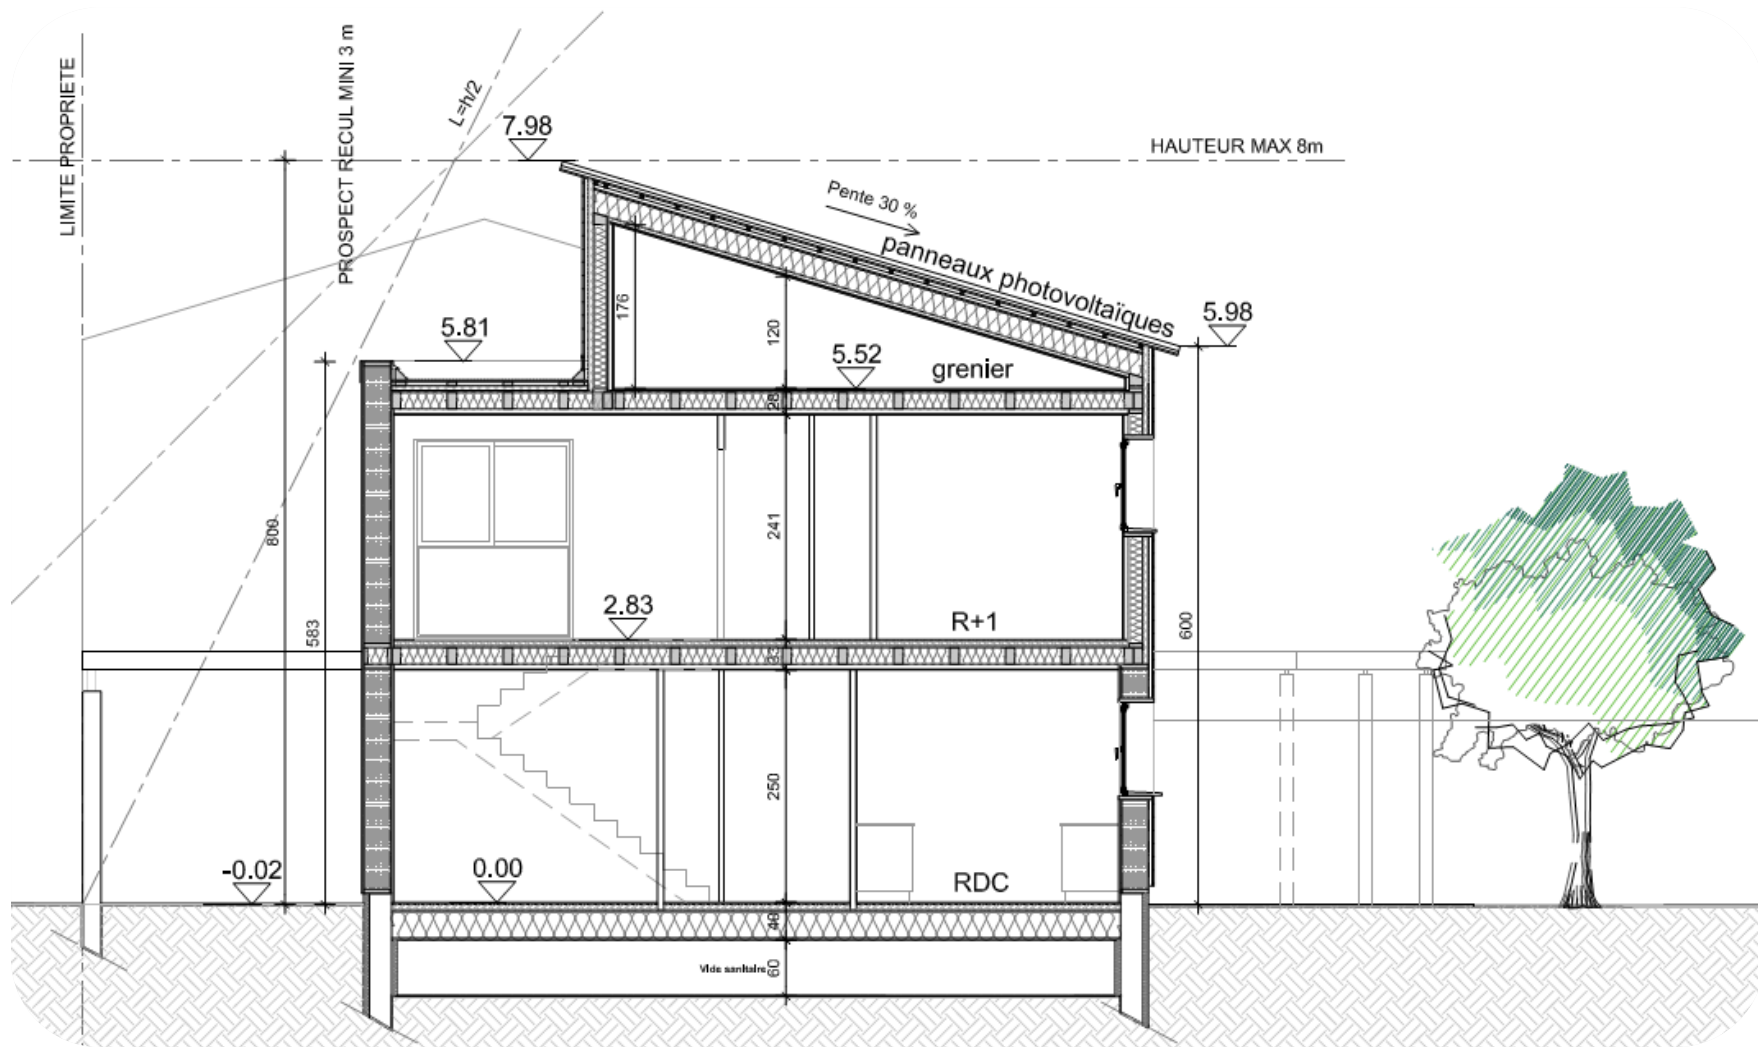 LIMITE PROPRIETE
PROSPECT RECUL MINI 3 m
L=h/2
7.98
HAUTEUR MAX 8m
Pente 30 %
panneaux photovoltaïques
176
120
5.81
5.52
5.98
grenier
28
800
583
241
2.83
R+1
600
250
-0.02
0.00
RDC
40
Vide sanitaire
60